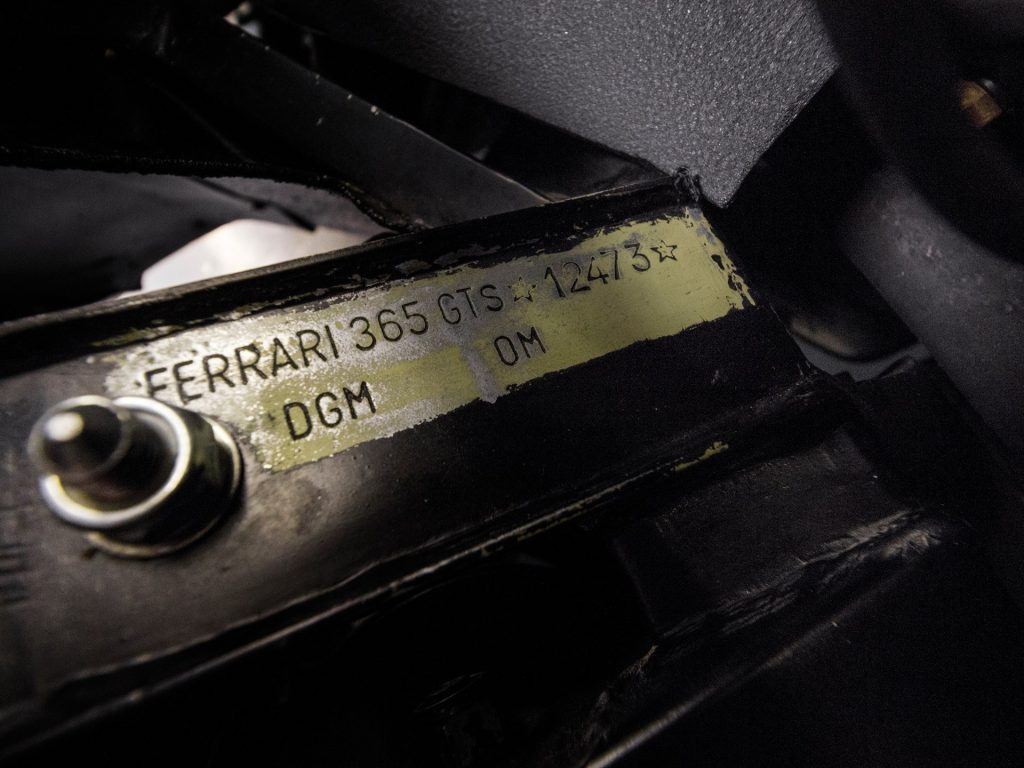 FERRARI 365 GTS ☆ 12473 ☆
DGM OM